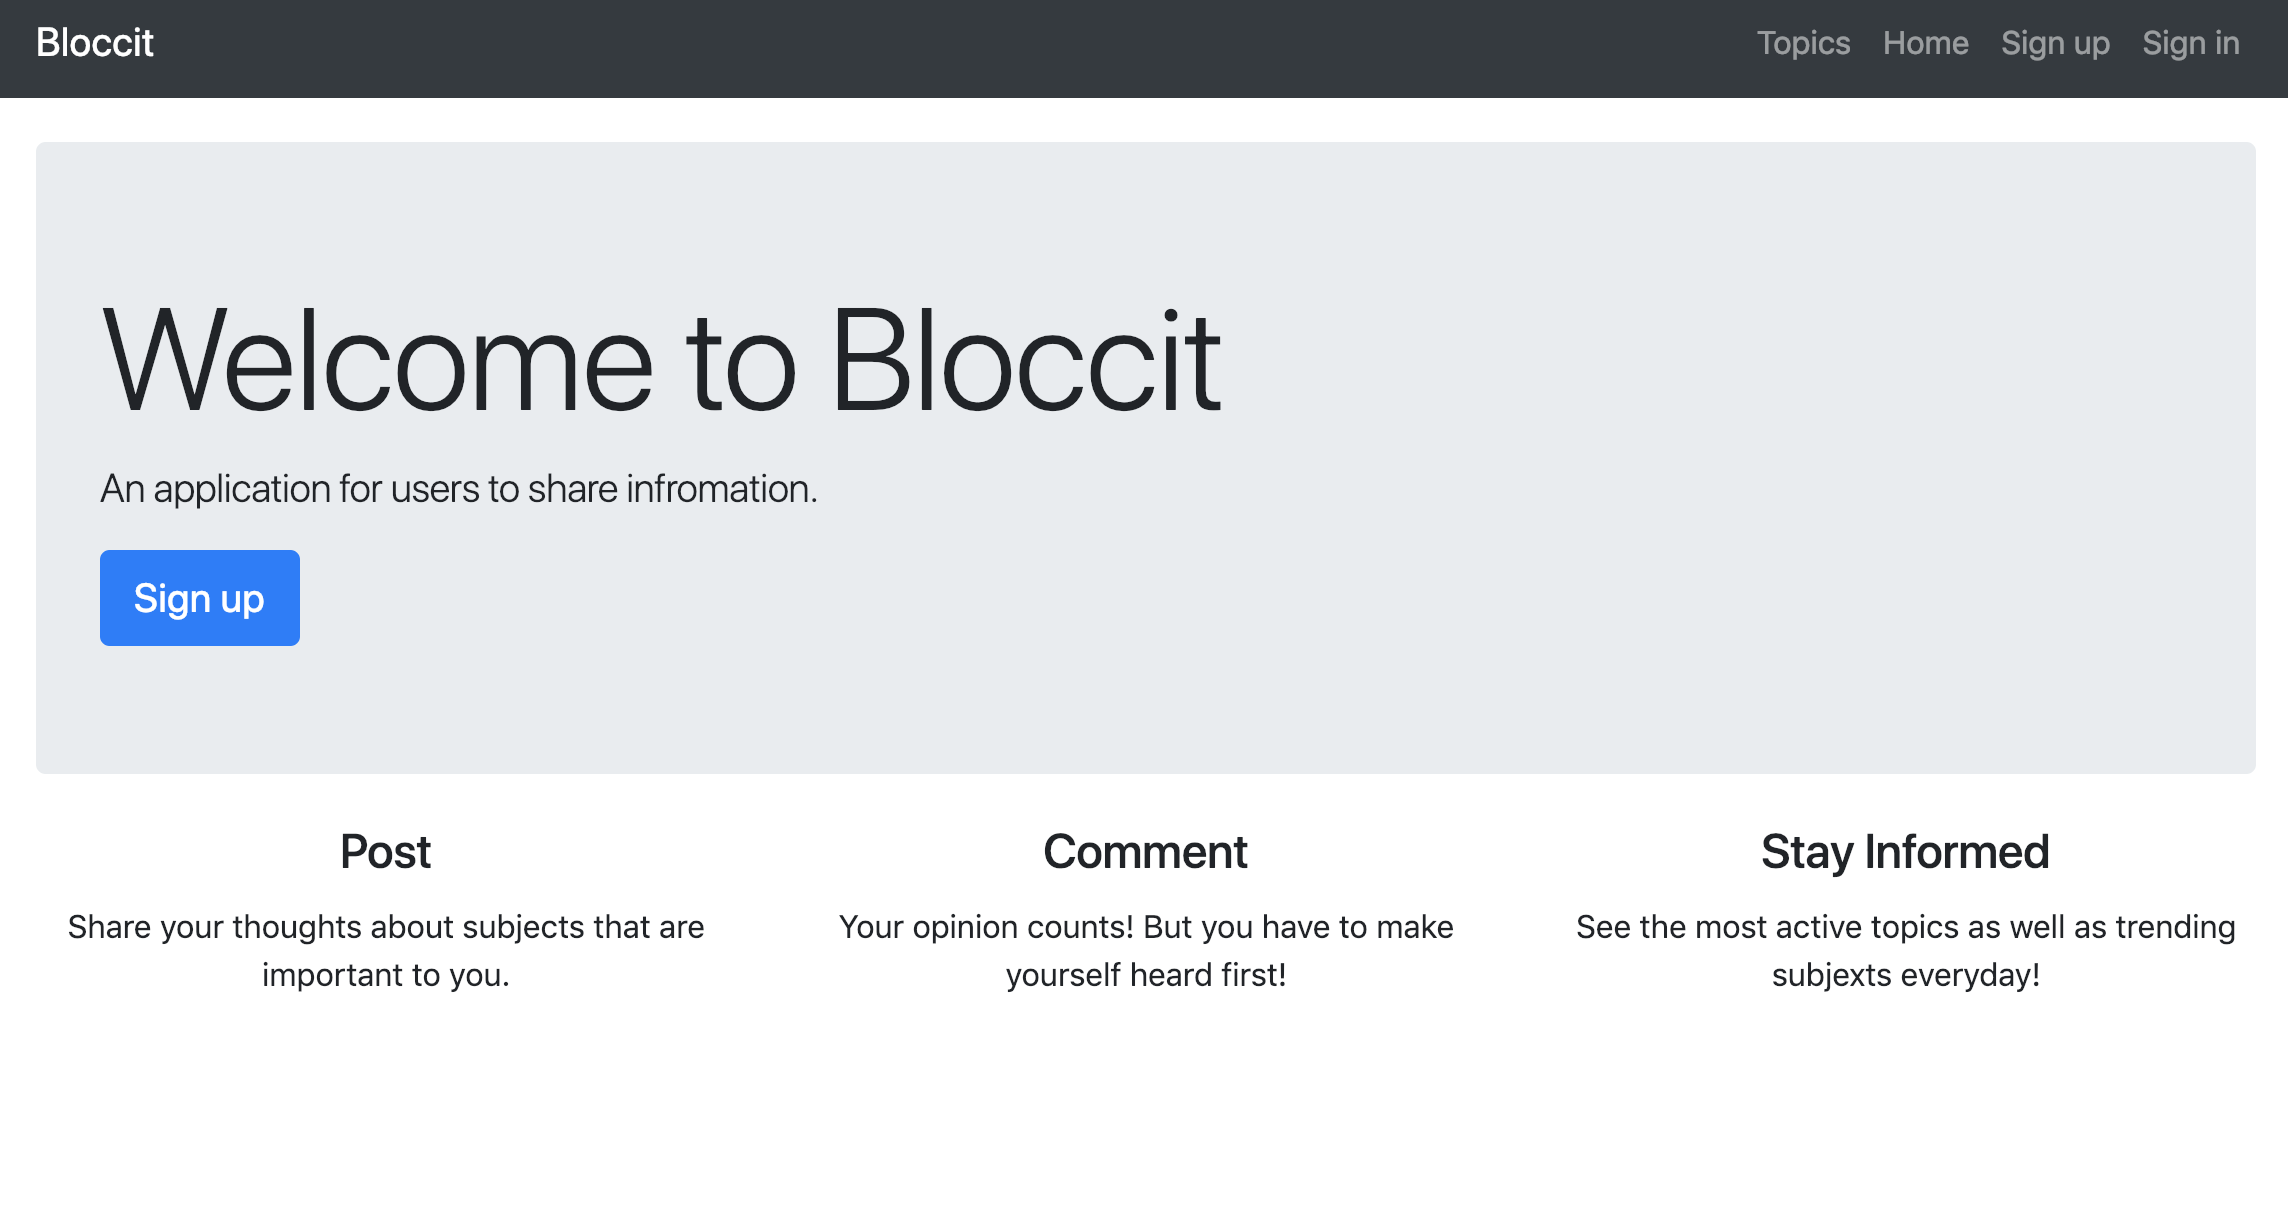 Bloccit
Topics Home Sign up Sign in
Welcome to Bloccit
An application for users to share infromation.
Sign up
Post
Share your thoughts about subjects that are
important to you.
Comment
Your opinion counts! But you have to make
yourself heard first!
Stay Informed
See the most active topics as well as trending
subjexts everyday!